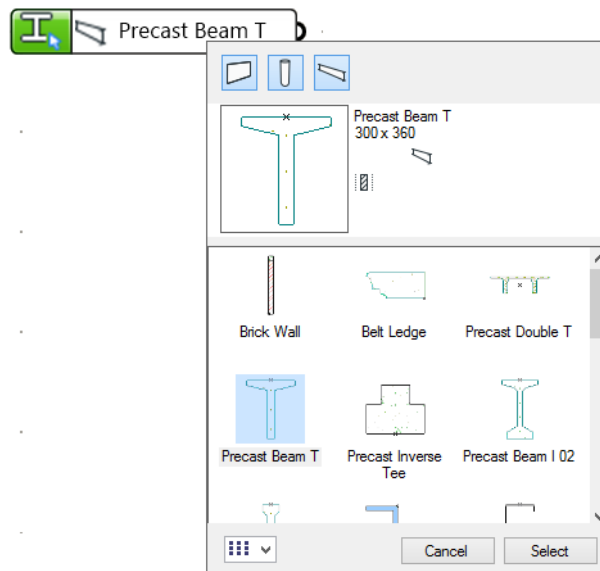 Precast Beam T
Precast Beam T
300 x 360
Brick Wall
Belt Ledge
Precast Double T
Precast Beam T
Precast Inverse
Tee
Precast Beam I 02
Cancel
Select